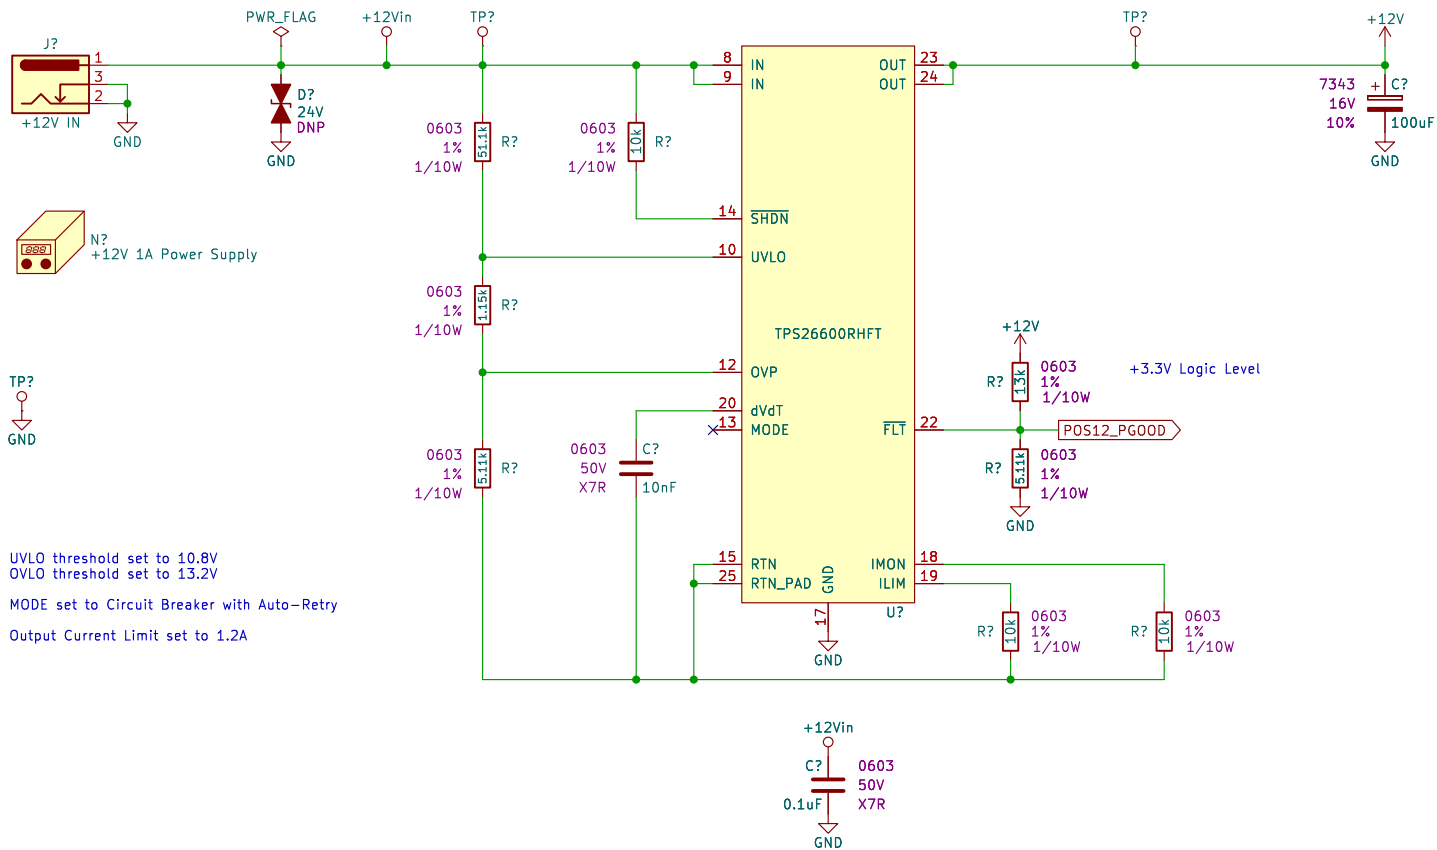 PWR_FLAG
+12Vin
TP?
TP?
+12V
J?
1
3
2
+12V IN
GND
D?
24V
DNP
GND
0603
1%
1/10W
51.1k
R?
0603
1%
1/10W
10k
R?
8 IN
9 IN
14 SHDN
10 UVLO
12 OVP
20 dVdT
13 MODE
15 RTN
25 RTN_PAD
OUT 23
OUT 24
TPS26600RHFT
FLT 22
IMON 18
ILIM 19
GND
17
U?
GND
7343
16V
10%
+
C?
100uF
GND
888
N?
+12V 1A Power Supply
0603
1%
1/10W
1.15k
R?
TP?
GND
0603
1%
1/10W
5.11k
R?
0603
50V
X7R
C?
10nF
+12V
R?
13k
0603
1%
1/10W
+3.3V Logic Level
POS12_PGOOD
R?
5.11k
0603
1%
1/10W
GND
UVLO threshold set to 10.8V
OVLO threshold set to 13.2V
MODE set to Circuit Breaker with Auto-Retry
Output Current Limit set to 1.2A
R?
10k
0603
1%
1/10W
R?
10k
0603
1%
1/10W
+12Vin
C?
0.1uF
0603
50V
X7R
GND